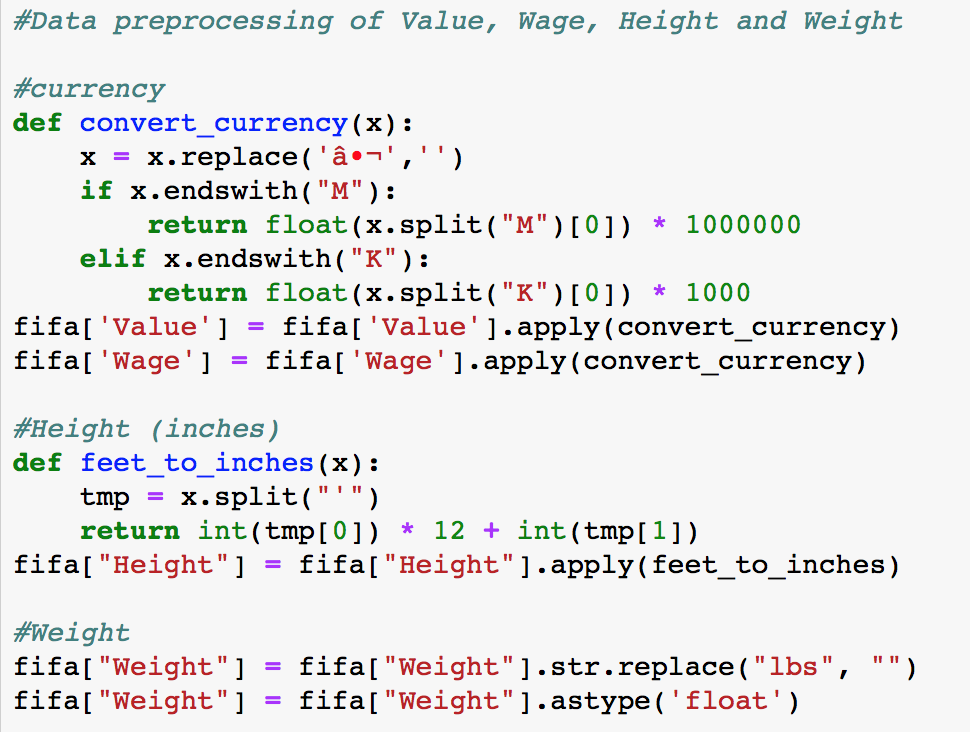 #Data preprocessing of Value, Wage, Height and Weight
#currency
def convert_currency(x):
    x = x.replace('â•¬','')
    if x.endswith("M"):
        return float(x.split("M")[0]) * 1000000
    elif x.endswith("K"):
        return float(x.split("K")[0]) * 1000
fifa['Value'] = fifa['Value'].apply(convert_currency)
fifa['Wage'] = fifa['Wage'].apply(convert_currency)
#Height (inches)
def feet_to_inches(x):
    tmp = x.split("'")
    return int(tmp[0]) * 12 + int(tmp[1])
fifa["Height"] = fifa["Height"].apply(feet_to_inches)
#Weight
fifa["Weight"] = fifa["Weight"].str.replace("lbs", "")
fifa["Weight"] = fifa["Weight"].astype('float')